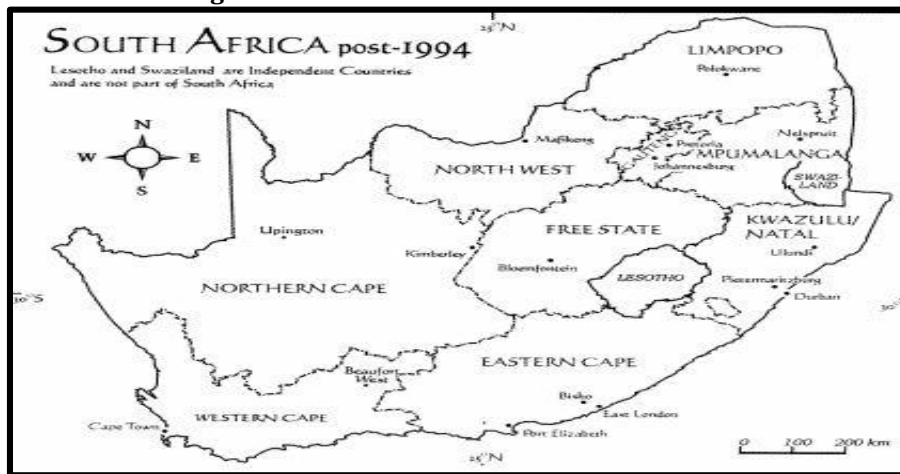 SOUTH AFRICA post-1994
Lesotho and Swaziland are Independent Countries
and are not part of South Africa
25°N
LIMPOPO
Polokwane
N
W E
S
Mafikeng
GAUTENG
Pretoria
Johannesburg
Nelspruit
MPUMALANGA
NORTH WEST
SWAZI-
LAND
KWAZULU/
NATAL
Ulundi
Upington
FREE STATE
Kimberley
Bloemfontein
LESOTHO
Pietermaritzburg
Durban
NORTHERN CAPE
30°S
EASTERN CAPE
Beaufort
West
WESTERN CAPE
Bisho
East London
Cape Town
Port Elizabeth
25°N
0 100 200 km